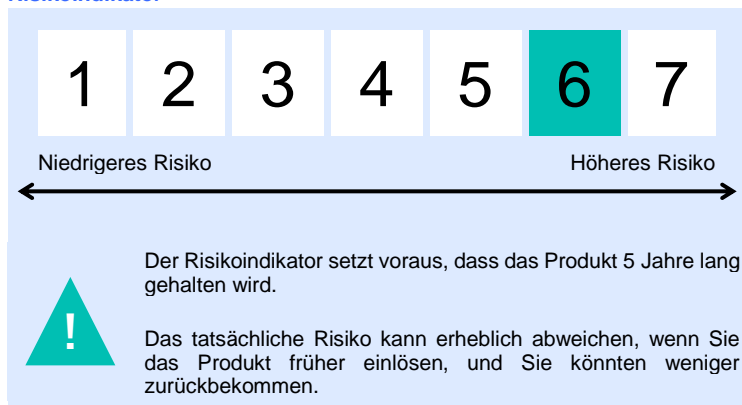 Risikoindikator
1 2 3 4 5 6 7
Niedrigeres Risiko Höheres Risiko
Der Risikoindikator setzt voraus, dass das Produkt 5 Jahre lang
gehalten wird.
!
Das tatsächliche Risiko kann erheblich abweichen, wenn Sie
das Produkt früher einlösen, und Sie könnten weniger
zurückbekommen.